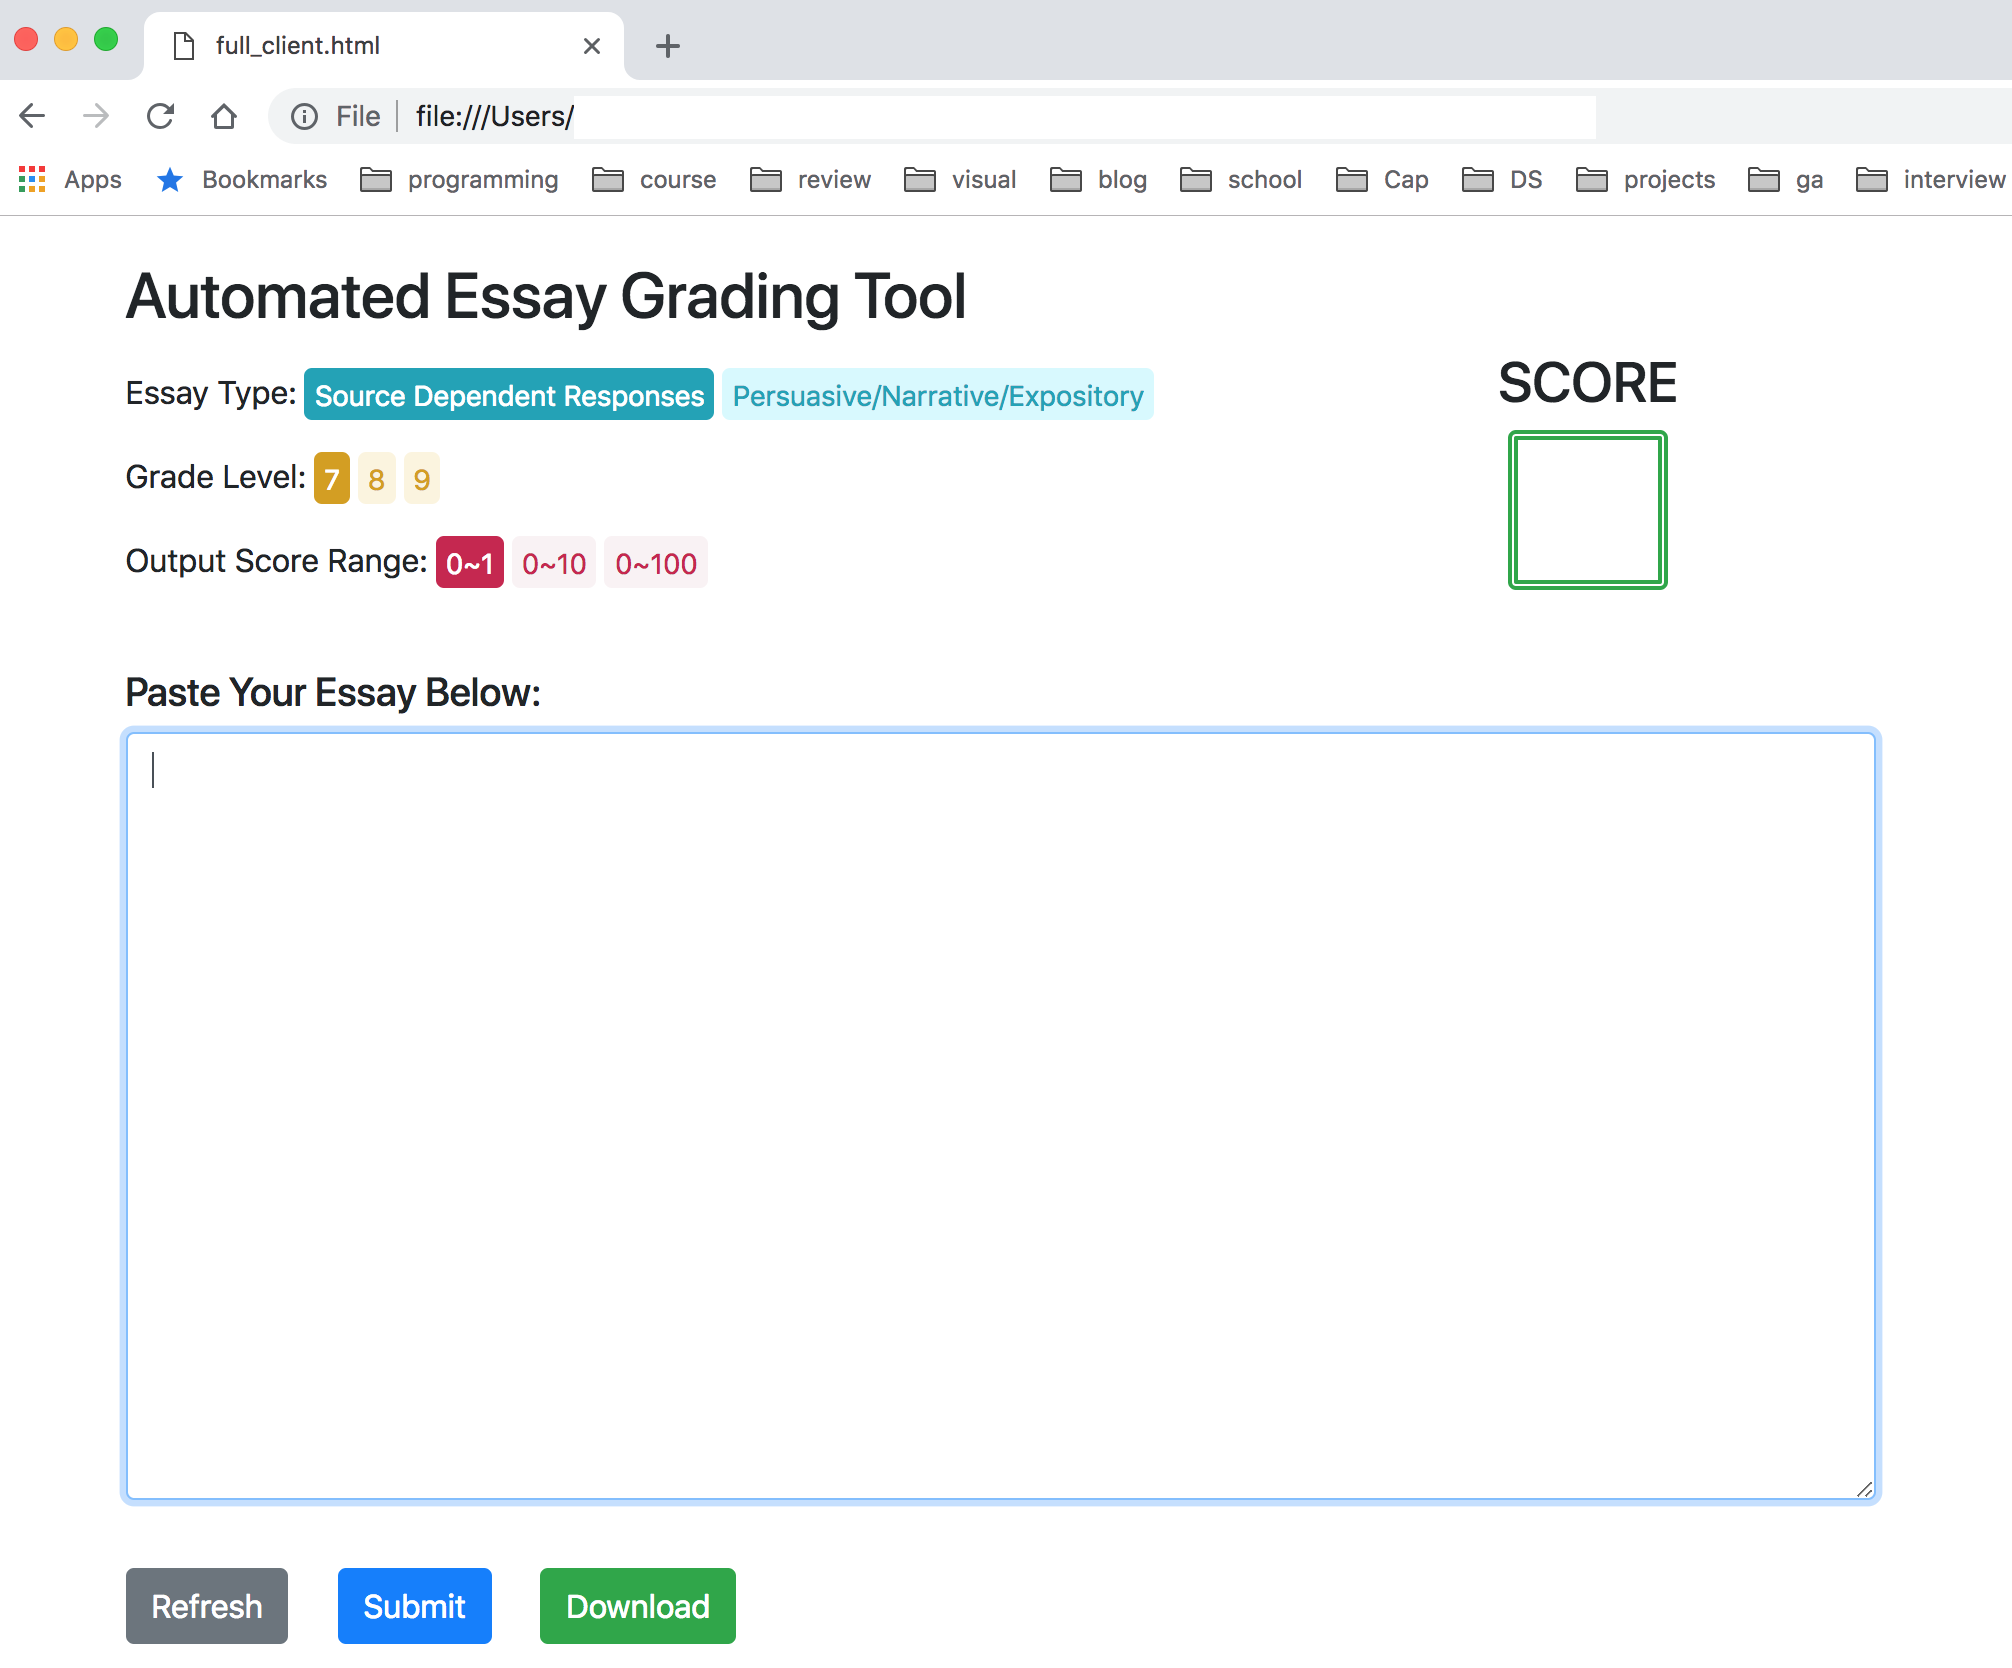 full_client.html
File | file:///Users/
Apps Bookmarks programming course review visual blog school Cap DS projects ga interview
Automated Essay Grading Tool
Essay Type: Source Dependent Responses Persuasive/Narrative/Expository
SCORE
Grade Level: 7 8 9
Output Score Range: 0~1 0~10 0~100
Paste Your Essay Below:
Refresh Submit Download